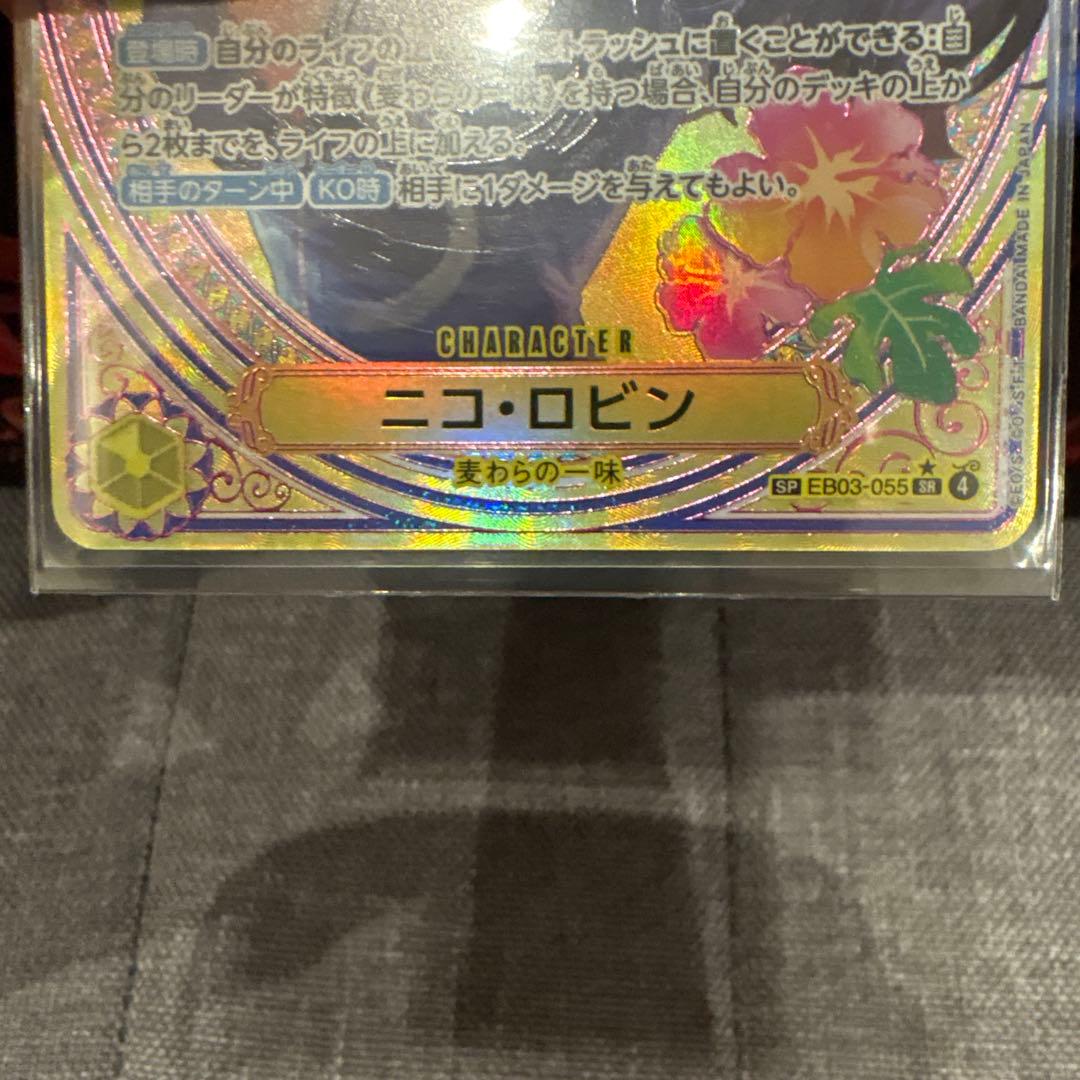 登場時 自分のライフの上 トラッシュに置くことができる：自
分のリーダーが特徴《麦わらの一味》を持つ場合、自分のデッキの上か
ら2枚までを、ライフの上に加える。
相手のターン中 KO時 相手に1ダメージを与えてもよい。
CHARACTER
ニコ・ロビン
麦わらの一味
SP EB03-055 SR ★ 4
BANDAI MADE IN JAPAN